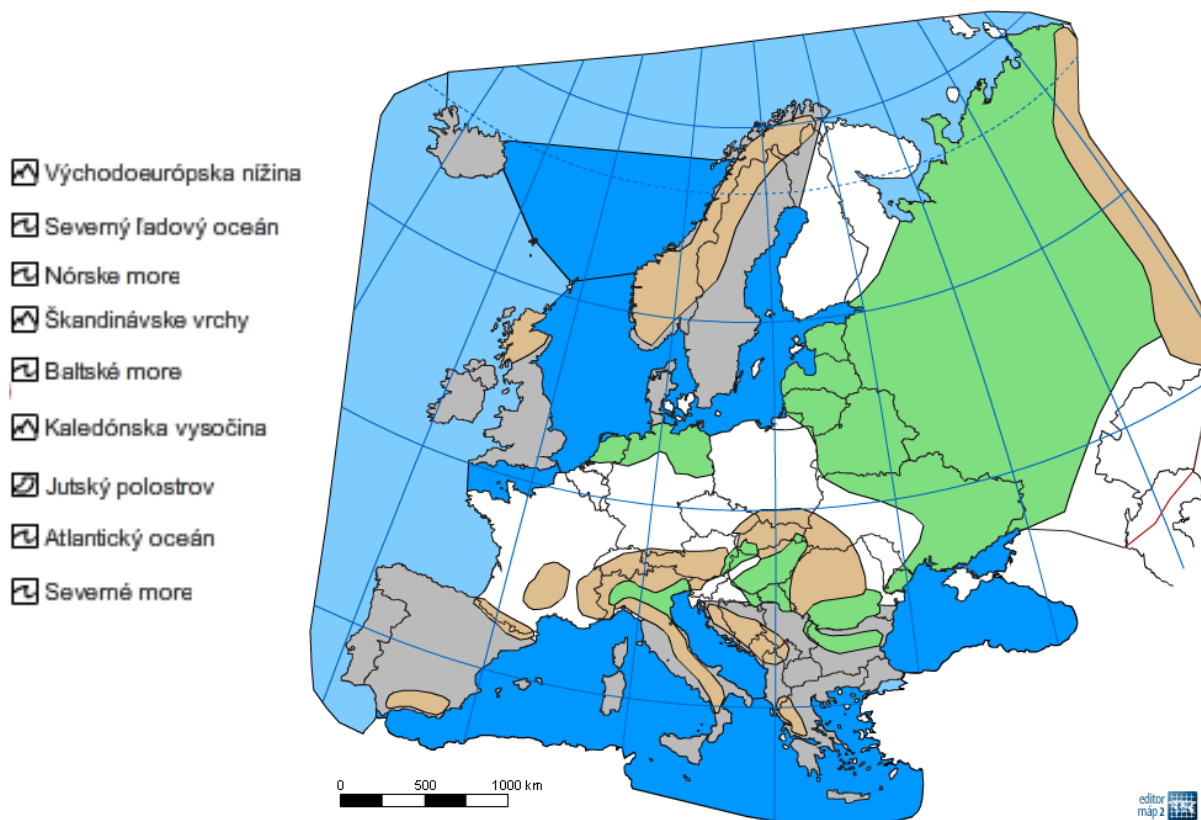 Východoeurópska nížina
Severný ľadový oceán
Nórske more
Škandinávske vrchy
Baltské more
Kaledónska vysočina
Jutský polostrov
Atlantický oceán
Severné more
0 500 1000 km
editor
máp 2